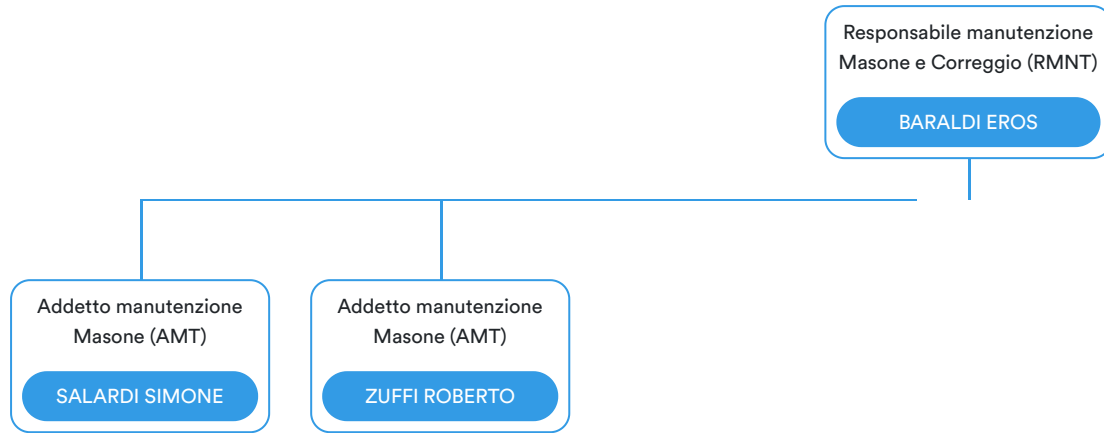 Responsabile manutenzione
Masone e Correggio (RMNT)
BARALDI EROS
Addetto manutenzione
Masone (AMT)
SALARDI SIMONE
Addetto manutenzione
Masone (AMT)
ZUFFI ROBERTO